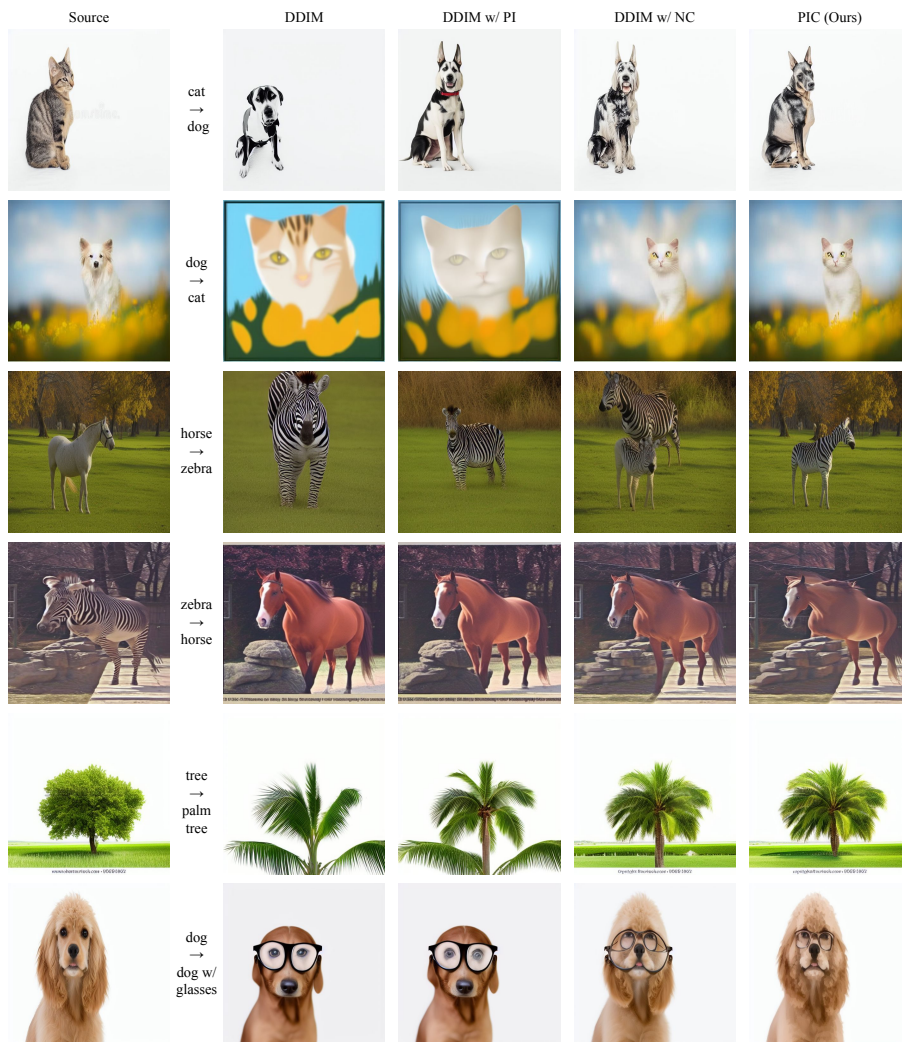 Source DDIM DDIM w/ PI DDIM w/ NC PIC (Ours)
cat
→
dog
dog
→
cat
horse
→
zebra
zebra
→
horse
tree
→
palm
tree
dog
→
dog w/
glasses